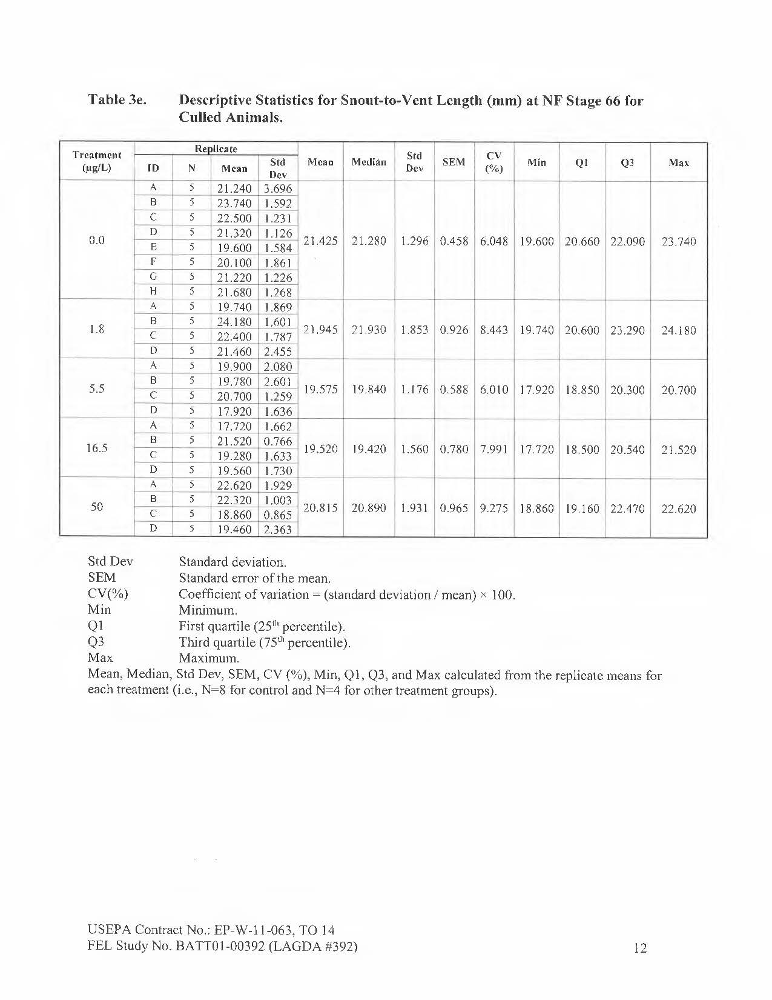 Table 3e. Descriptive Statistics for Snout-to-Vent Length (mm) at NF Stage 66 for
Culled Animals.
Treatment (µg/L) Replicate Mean Median Std Dev SEM CV (%) Min Q1 Q3 Max
ID N Mean Std Dev
0.0 21.425 21.280 1.296 0.458 6.048 19.600 20.660 22.090 23.740
A 5 21.240 3.696
B 5 23.740 1.592
C 5 22.500 1.231
D 5 21.320 1.126
E 5 19.600 1.584
F 5 20.100 1.861
G 5 21.220 1.226
H 5 21.680 1.268
1.8 21.945 21.930 1.853 0.926 8.443 19.740 20.600 23.290 24.180
A 5 19.740 1.869
B 5 24.180 1.601
C 5 22.400 1.787
D 5 21.460 2.455
5.5 19.575 19.840 1.176 0.588 6.010 17.920 18.850 20.300 20.700
A 5 19.900 2.080
B 5 19.780 2.601
C 5 20.700 1.259
D 5 17.920 1.636
16.5 19.520 19.420 1.560 0.780 7.991 17.720 18.500 20.540 21.520
A 5 17.720 1.662
B 5 21.520 0.766
C 5 19.280 1.633
D 5 19.560 1.730
50 20.815 20.890 1.931 0.965 9.275 18.860 19.160 22.470 22.620
A 5 22.620 1.929
B 5 22.320 1.003
C 5 18.860 0.865
D 5 19.460 2.363
Std Dev Standard deviation.
SEM Standard error of the mean.
CV(%) Coefficient of variation = (standard deviation / mean) × 100.
Min Minimum.
Q1 First quartile (25th percentile).
Q3 Third quartile (75th percentile).
Max Maximum.
Mean, Median, Std Dev, SEM, CV (%), Min, Q1, Q3, and Max calculated from the replicate means for
each treatment (i.e., N=8 for control and N=4 for other treatment groups).
USEPA Contract No.: EP-W-11-063, TO 14
FEL Study No. BATT01-00392 (LAGDA #392) 12